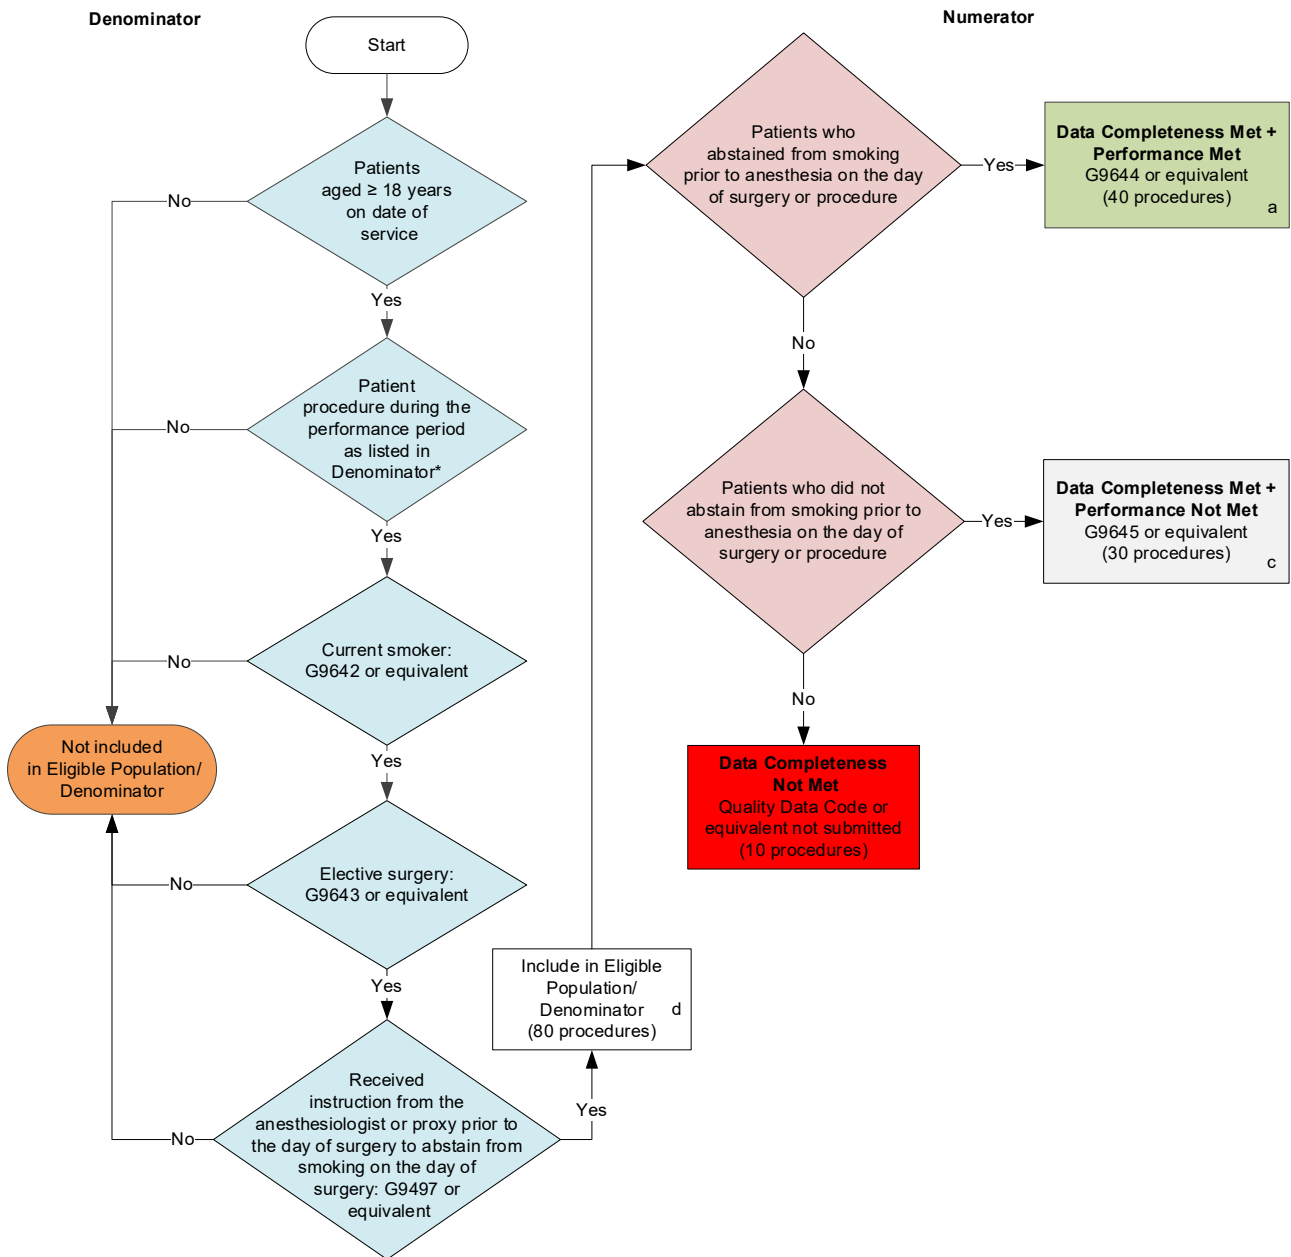 Denominator
Numerator
Start
Patients
aged ≥ 18 years
on date of
service
No
Yes
Patient
procedure during the
performance period
as listed in
Denominator*
No
Yes
Current smoker:
G9642 or equivalent
No
Yes
Not included
in Eligible Population/
Denominator
Elective surgery:
G9643 or equivalent
No
Yes
Received
instruction from the
anesthesiologist or proxy prior to
the day of surgery to abstain from
smoking on the day of
surgery: G9497 or
equivalent
No
Yes
Include in Eligible
Population/
Denominator
(80 procedures)
d
Patients who
abstained from smoking
prior to anesthesia on the day
of surgery or procedure
Yes
Data Completeness Met +
Performance Met
G9644 or equivalent
(40 procedures)
a
No
Patients who did not
abstain from smoking prior to
anesthesia on the day of
surgery or procedure
Yes
Data Completeness Met +
Performance Not Met
G9645 or equivalent
(30 procedures)
c
No
Data Completeness
Not Met
Quality Data Code or
equivalent not submitted
(10 procedures)